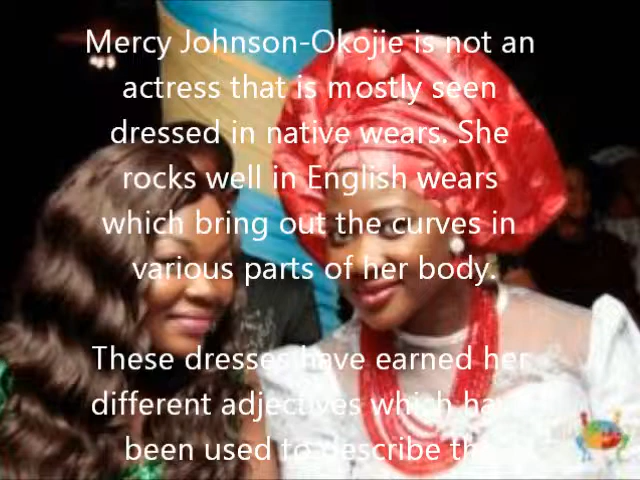 Mercy Johnson-Okojie is not an
actress that is mostly seen
dressed in native wears. She
rocks well in English wears
which bring out the curves in
various parts of her body.
These dresses have earned her
different adjectives which have
been used to describe the